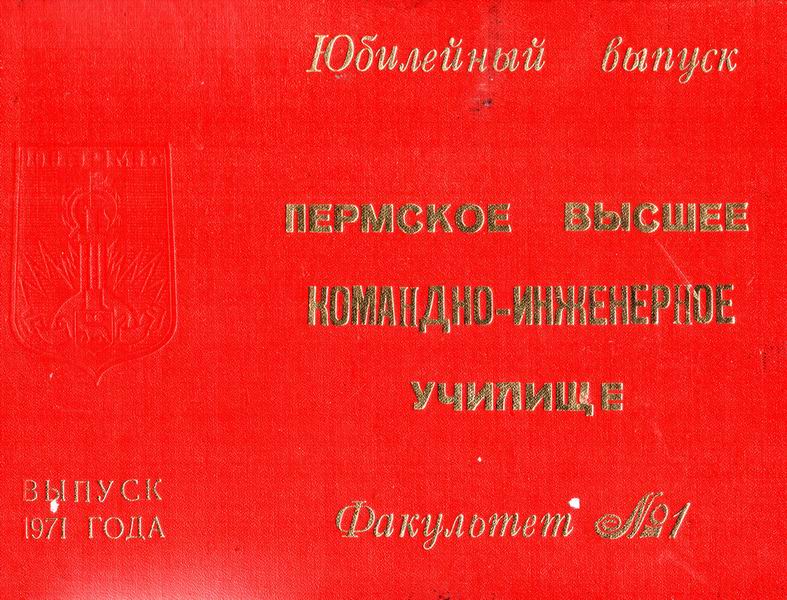 Юбилейный выпуск
ПЕРМЬ
ПЕРМСКОЕ ВЫСШЕЕ
КОМАНДНО-ИНЖЕНЕРНОЕ
УЧИЛИЩЕ
ВЫПУСК
1971 ГОДА
Факультет №1